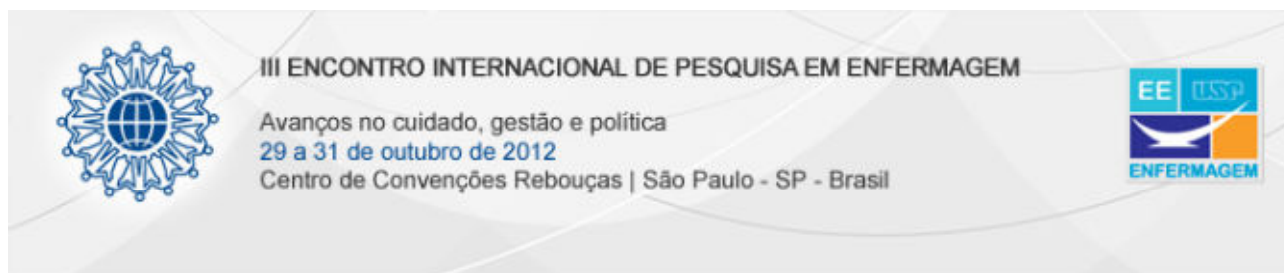 III ENCONTRO INTERNACIONAL DE PESQUISA EM ENFERMAGEM
Avanços no cuidado, gestão e política
29 a 31 de outubro de 2012
Centro de Convenções Rebouças | São Paulo - SP - Brasil
EE USP
ENFERMAGEM